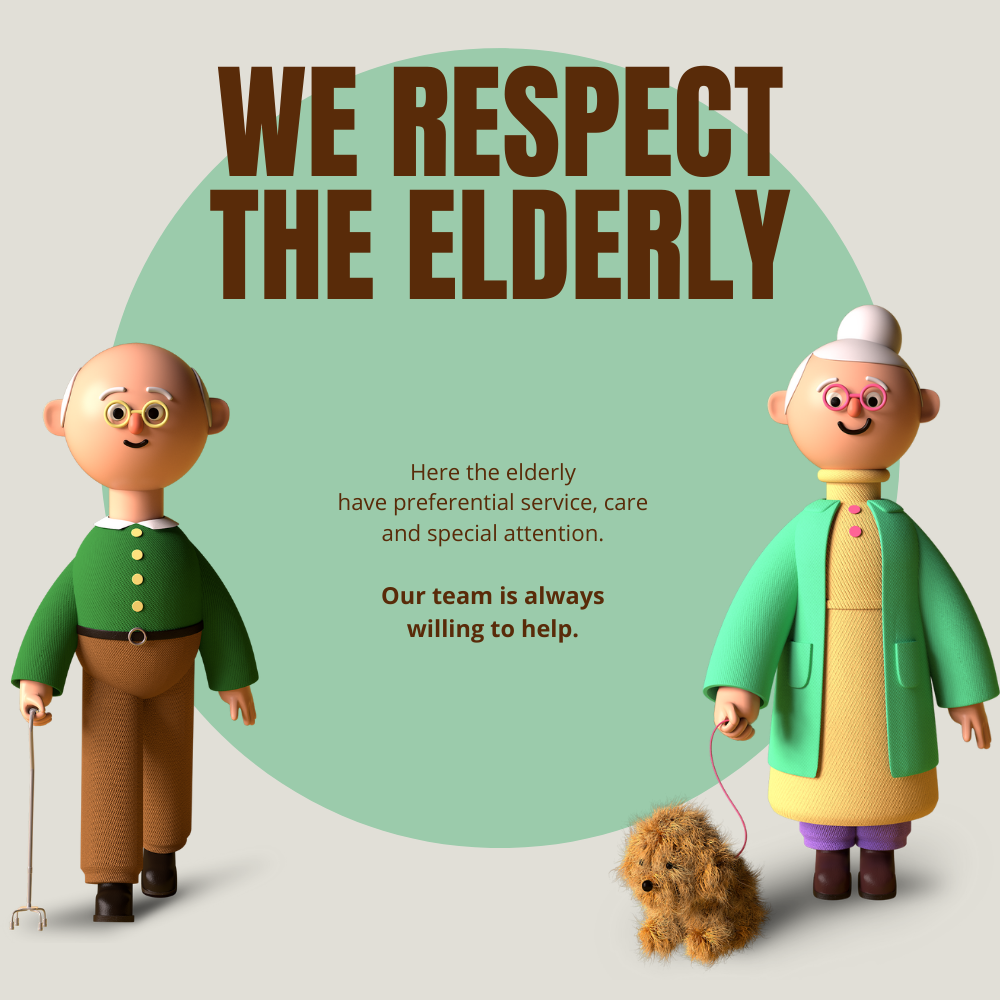 WE RESPECT
THE ELDERLY
Here the elderly
have preferential service, care
and special attention.
Our team is always
willing to help.